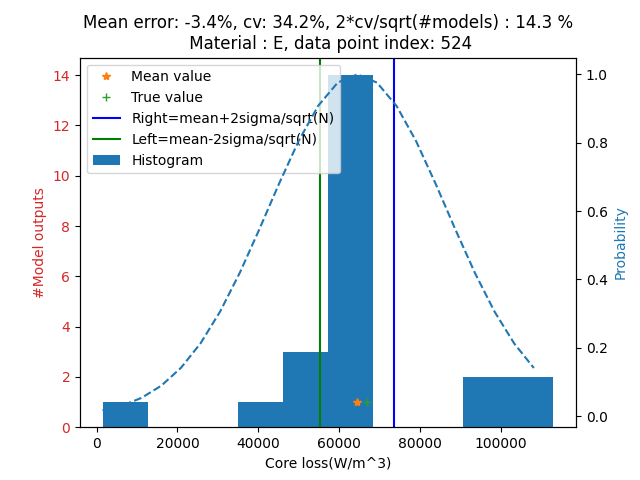 Mean error: -3.4%, cv: 34.2%, 2*cv/sqrt(#models) : 14.3 %
Material : E, data point index: 524
Mean value
True value
Right=mean+2sigma/sqrt(N)
Left=mean-2sigma/sqrt(N)
Histogram
#Model outputs
14
12
10
8
6
4
2
0
1.0
0.8
0.6
0.4
0.2
0.0
Probability
0 20000 40000 60000 80000 100000
Core loss(W/m^3)